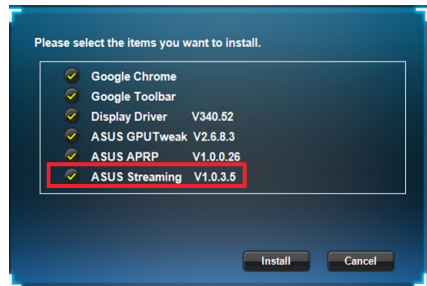 Please select the items you want to install.
Google Chrome
Google Toolbar
Display Driver V340.52
ASUS GPUTweak V2.6.8.3
ASUS APRP V1.0.0.26
ASUS Streaming V1.0.3.5
Install Cancel